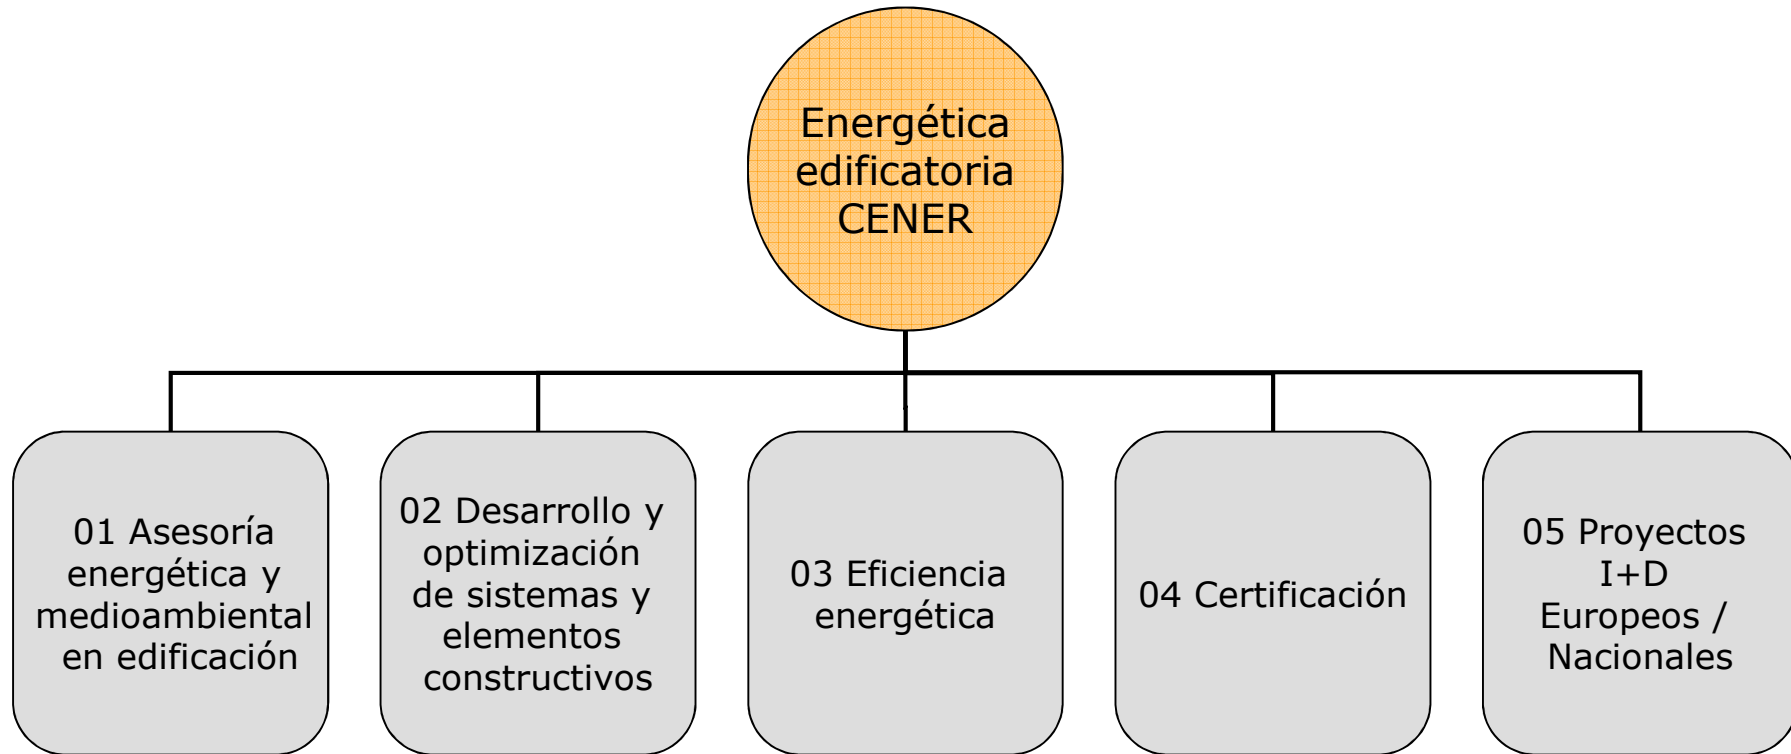 Energética
edificatoria
CENER
01 Asesoría
energética y
medioambiental
en edificación
02 Desarrollo y
optimización
de sistemas y
elementos
constructivos
03 Eficiencia
energética
04 Certificación
05 Proyectos
I+D
Europeos /
Nacionales